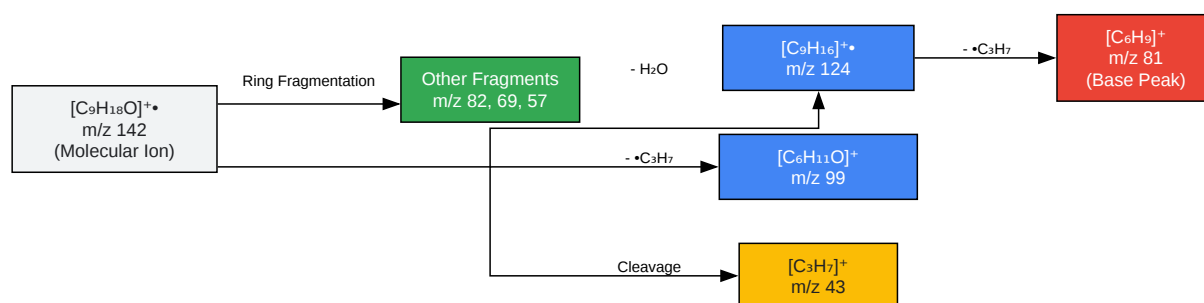 [C₉H₁₈O]⁺•
m/z 142
(Molecular Ion)
Ring Fragmentation
Other Fragments
m/z 82, 69, 57
- H₂O
[C₉H₁₆]⁺•
m/z 124
- •C₃H₇
[C₆H₉]⁺
m/z 81
(Base Peak)
- •C₃H₇
[C₆H₁₁O]⁺
m/z 99
Cleavage
[C₃H₇]⁺
m/z 43